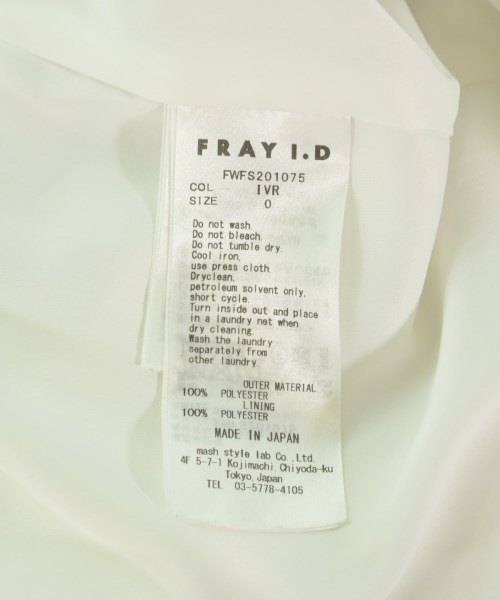 FRAY I.D
FWFS201075
COL IVR
SIZE 0
Do not wash.
Do not bleach.
Do not tumble dry.
Cool iron.
use press cloth.
Dryclean.
petroleum solvent only,
short cycle.
Turn inside out and place
in a laundry net when
dry cleaning.
Wash the laundry
separately from
other laundry.
OUTER MATERIAL
100% POLYESTER
LINING
100% POLYESTER
MADE IN JAPAN
mash style lab Co.,Ltd.
4F 5-7-1 Kojimachi, Chiyoda-ku
Tokyo, Japan
TEL 03-5778-4105